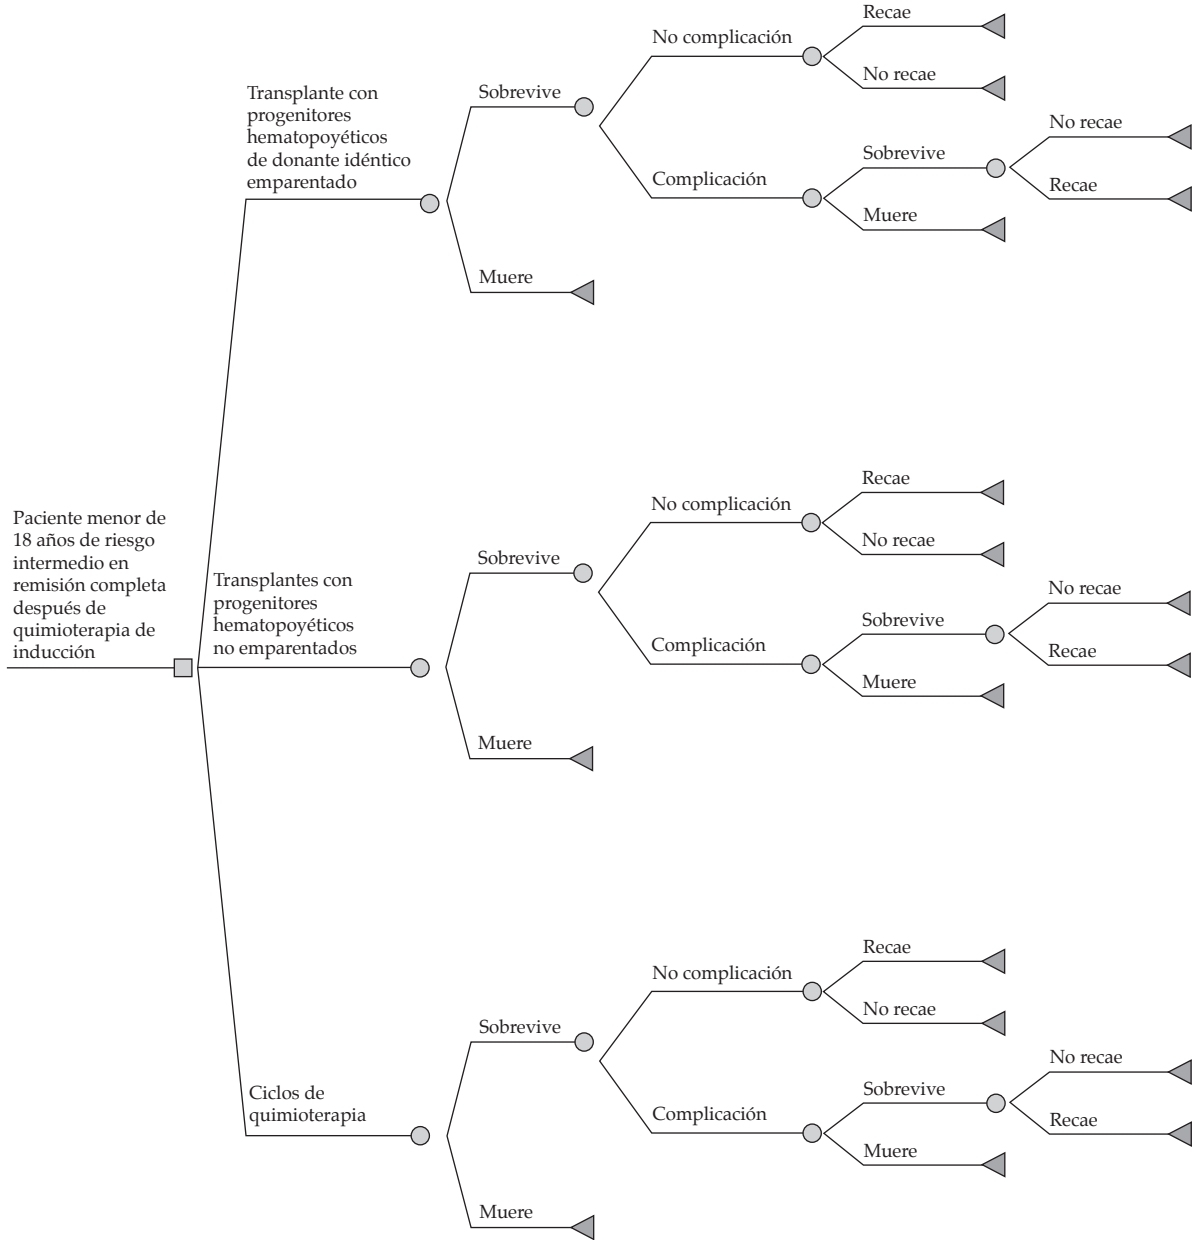 Paciente menor de
18 años de riesgo
intermedio en
remisión completa
después de
quimioterapia de
inducción
Transplante con
progenitores
hematopoyéticos
de donante idéntico
emparentado
Sobrevive
No complicación
Recae
No recae
Complicación
Sobrevive
No recae
Recae
Muere
Muere
Transplantes con
progenitores
hematopoyéticos
no emparentados
Sobrevive
No complicación
Recae
No recae
Complicación
Sobrevive
No recae
Recae
Muere
Muere
Ciclos de
quimioterapia
Sobrevive
No complicación
Recae
No recae
Complicación
Sobrevive
No recae
Recae
Muere
Muere